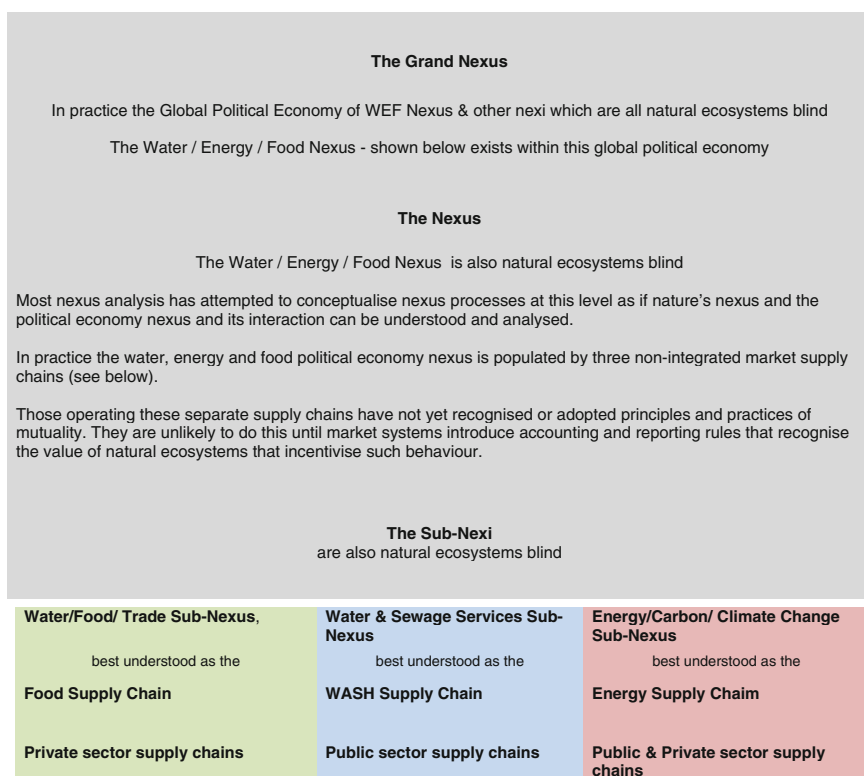 The Grand Nexus
In practice the Global Political Economy of WEF Nexus & other nexi which are all natural ecosystems blind
The Water / Energy / Food Nexus - shown below exists within this global political economy
The Nexus
The Water / Energy / Food Nexus is also natural ecosystems blind
Most nexus analysis has attempted to conceptualise nexus processes at this level as if nature's nexus and the
political economy nexus and its interaction can be understood and analysed.
In practice the water, energy and food political economy nexus is populated by three non-integrated market supply
chains (see below).
Those operating these separate supply chains have not yet recognised or adopted principles and practices of
mutuality. They are unlikely to do this until market systems introduce accounting and reporting rules that recognise
the value of natural ecosystems that incentivise such behaviour.
The Sub-Nexi
are also natural ecosystems blind
Water/Food/ Trade Sub-Nexus,
best understood as the
Food Supply Chain
Private sector supply chains
Water & Sewage Services Sub-
Nexus
best understood as the
WASH Supply Chain
Public sector supply chains
Energy/Carbon/ Climate Change
Sub-Nexus
best understood as the
Energy Supply Chaim
Public & Private sector supply
chains